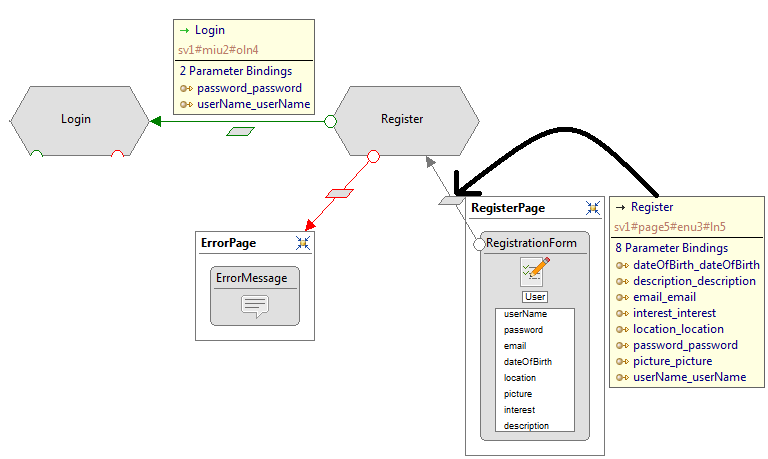 Login
sv1#miu2#oln4
2 Parameter Bindings
password_password
userName_userName
Login
Register
ErrorPage
ErrorMessage
RegisterPage
RegistrationForm
User
userName
password
email
dateOfBirth
location
picture
interest
description
Register
sv1#page5#enu3#ln5
8 Parameter Bindings
dateOfBirth_dateOfBirth
description_description
email_email
interest_interest
location_location
password_password
picture_picture
userName_userName